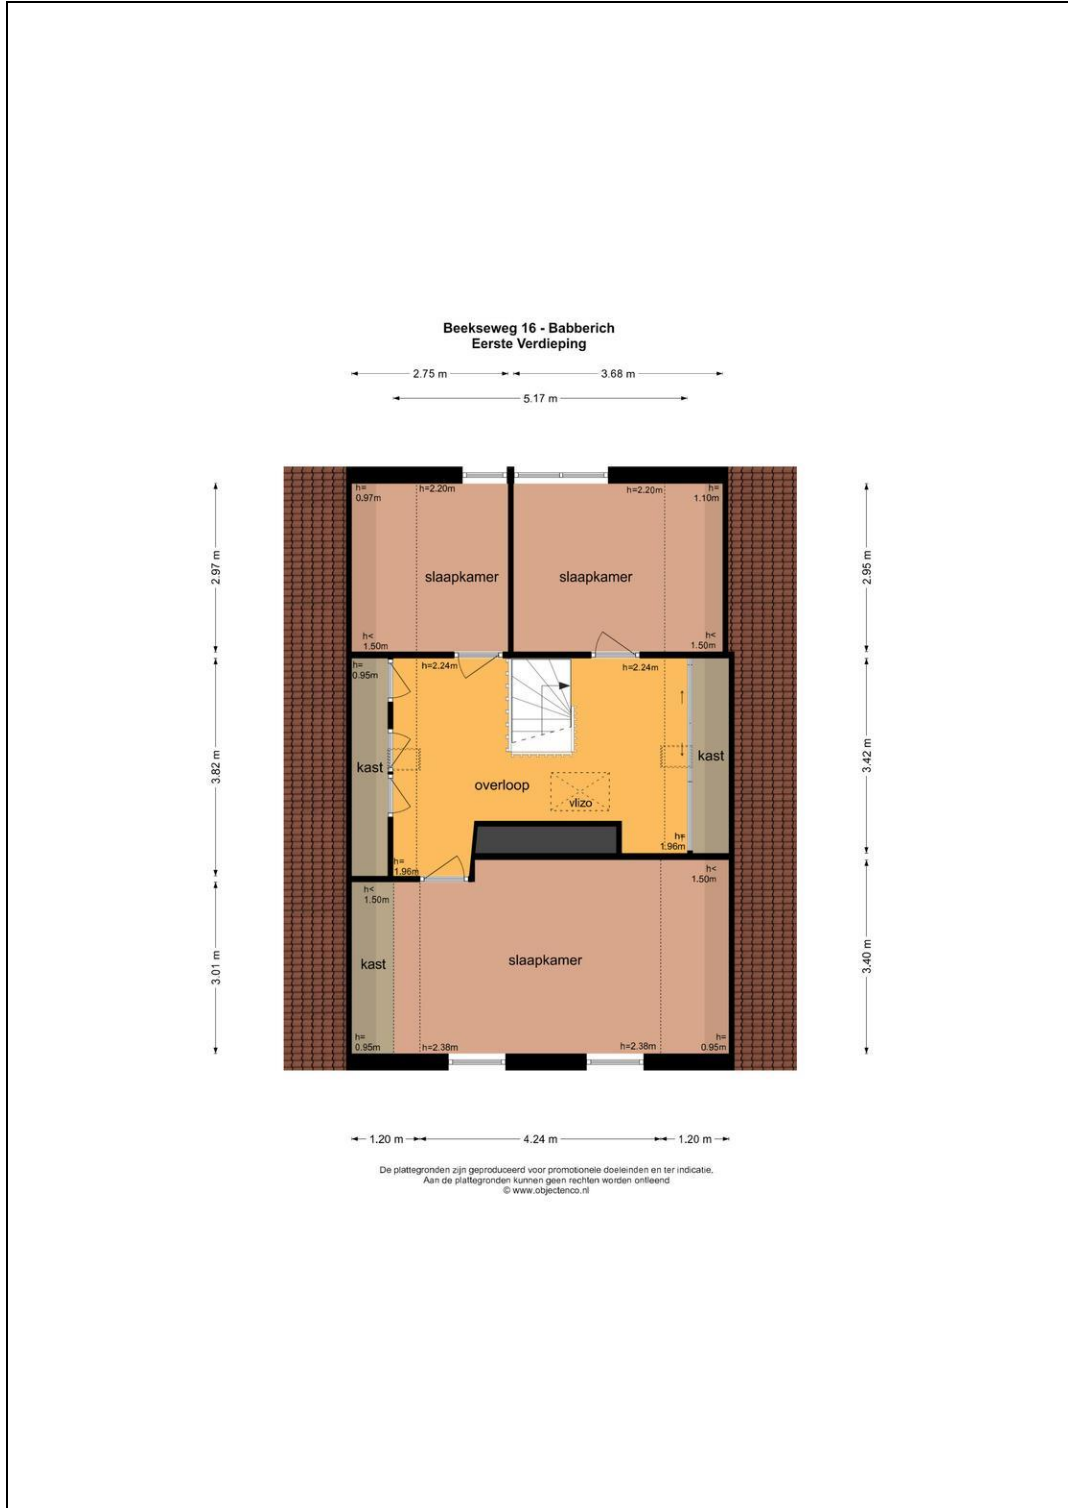 Beekseweg 16 - Babberich
Eerste Verdieping
2.75 m
3.68 m
5.17 m
h=
0.97m
h=2.20m
h=2.20m
h=
1.10m
2.97 m
2.95 m
slaapkamer
slaapkamer
h<
1.50m
h<
1.50m
h=
0.95m
h=2.24m
h=2.24m
3.82 m
3.42 m
kast
kast
overloop
vlizo
h=
1.96m
h=
1.96m
h<
1.50m
h<
1.50m
3.01 m
3.40 m
kast
slaapkamer
h=
0.95m
h=2.38m
h=2.38m
h=
0.95m
1.20 m
4.24 m
1.20 m
De plattegronden zijn geproduceerd voor promotionele doeleinden en ter indicatie.
Aan de plattegronden kunnen geen rechten worden ontleend
© www.objectenco.nl